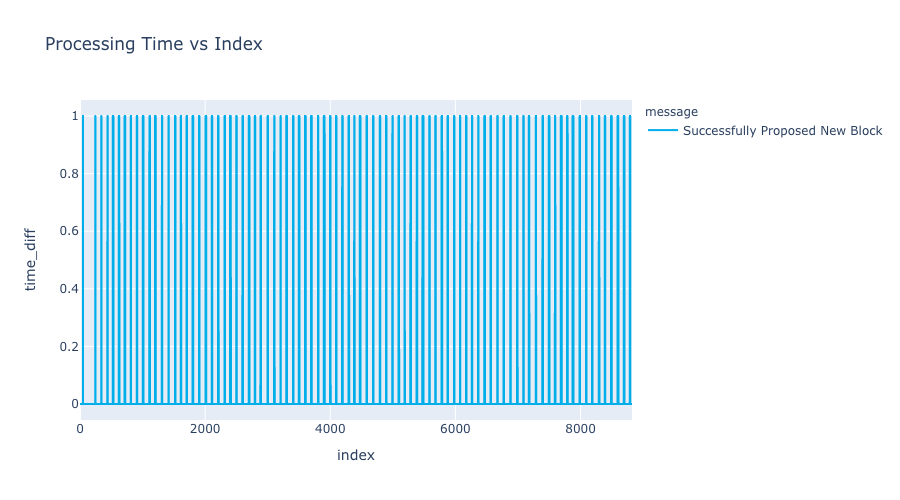 Processing Time vs Index
message
Successfully Proposed New Block
1
0.8
0.6
0.4
0.2
0
time_diff
0 2000 4000 6000 8000
index